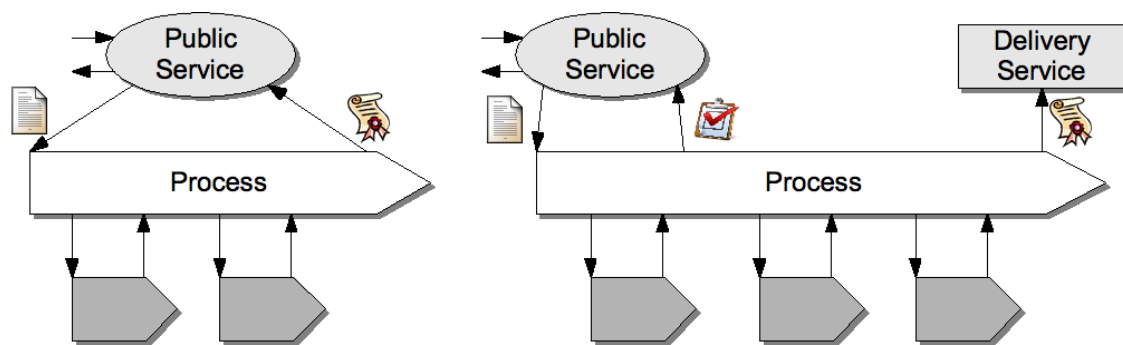 Public
Service
Process
Public
Service
Delivery
Service
Process